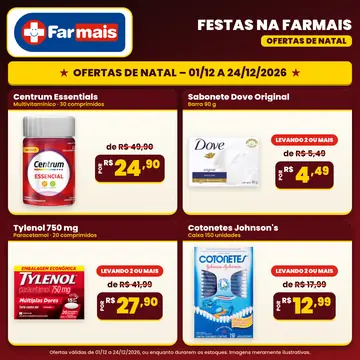 Farmais
FESTAS NA FARMAIS
OFERTAS DE NATAL
★ OFERTAS DE NATAL – 01/12 A 24/12/2026 ★
Centrum Essentials
Multivitamínico · 30 comprimidos
Centrum
ESSENCIAL
de R$ 49,90
POR R$ 24,90
Sabonete Dove Original
Barra 90 g
Dove
original
LEVANDO 2 OU MAIS
de R$ 5,49
POR R$ 4,49
Tylenol 750 mg
Paracetamol · 20 comprimidos
EMBALAGEM ECONÔMICA
TYLENOL
paracetamol 750 mg
Múltiplas Dores
LEVANDO 2 OU MAIS
de R$ 41,99
POR R$ 27,90
Cotonetes Johnson's
Caixa 150 unidades
COTONETES
Johnson's
LEVANDO 2 OU MAIS
de R$ 17,99
POR R$ 12,99
Ofertas válidas de 01/12 a 24/12/2026, ou enquanto durarem os estoques. Imagens meramente ilustrativas.